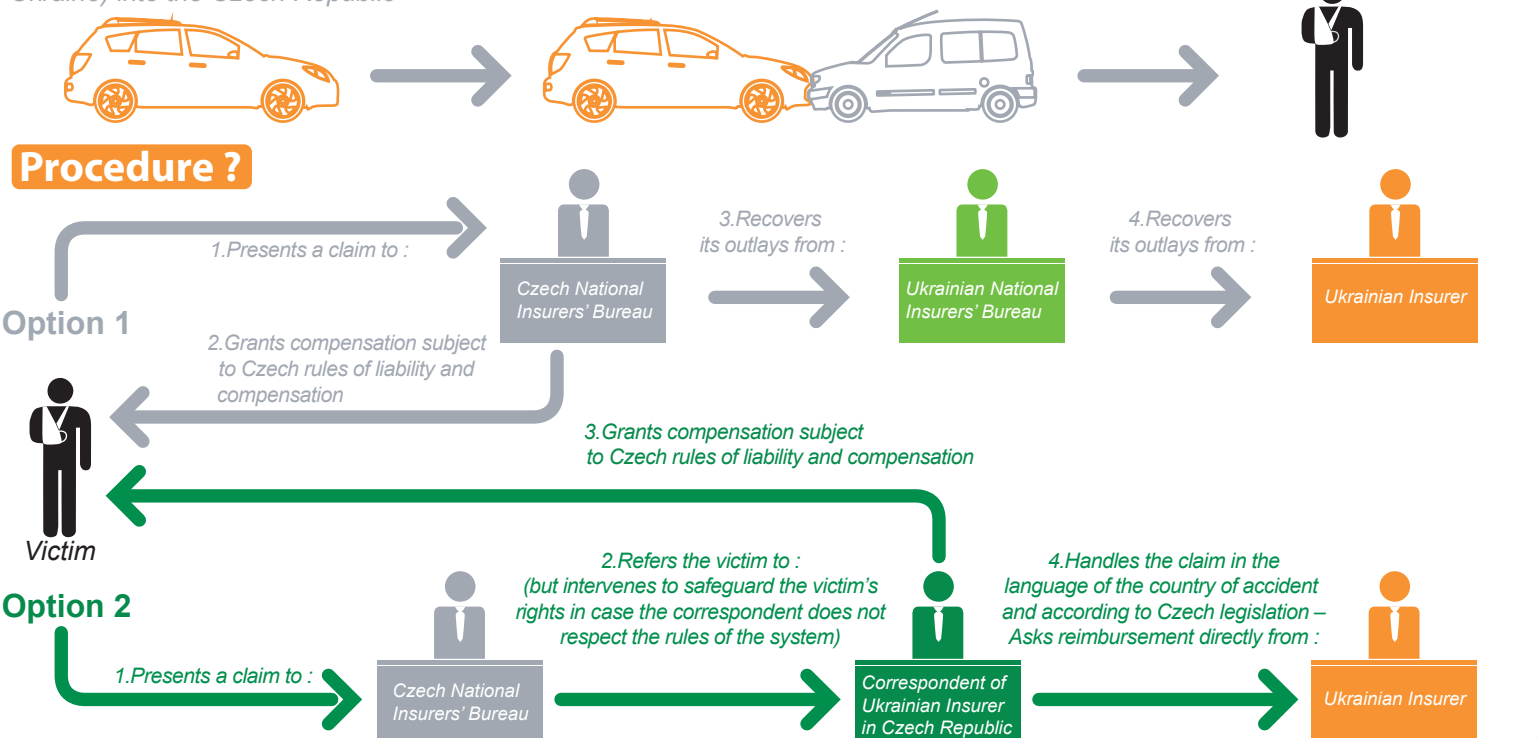 Ukraine) into the Czech Republic
Procedure ?
1.Presents a claim to :
Czech National
Insurers’ Bureau
3.Recovers
its outlays from :
Ukrainian National
Insurers’ Bureau
4.Recovers
its outlays from :
Ukrainian Insurer
Option 1
2.Grants compensation subject
to Czech rules of liability and
compensation
Victim
3.Grants compensation subject
to Czech rules of liability and compensation
Option 2
1.Presents a claim to :
Czech National
Insurers’ Bureau
2.Refers the victim to :
(but intervenes to safeguard the victim’s
rights in case the correspondent does not
respect the rules of the system)
Correspondent of
Ukrainian Insurer
in Czech Republic
4.Handles the claim in the
language of the country of accident
and according to Czech legislation –
Asks reimbursement directly from :
Ukrainian Insurer